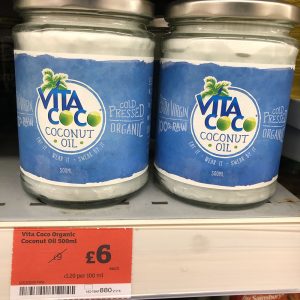 VITA
COCO
COCONUT
OIL
COLD
PRESSED
ORGANIC
EAT IT - WEAR IT - SWEAR BY IT
500ML
EXTRA VIRGIN
100% RAW
VITA
COCO
COCONUT
OIL
COLD
PRESSED
ORGANIC
EAT IT - WEAR IT - SWEAR BY IT
500ML
Vita Coco Organic
Coconut Oil 500ml
£9
£6
each
£1.20 per 100 ml